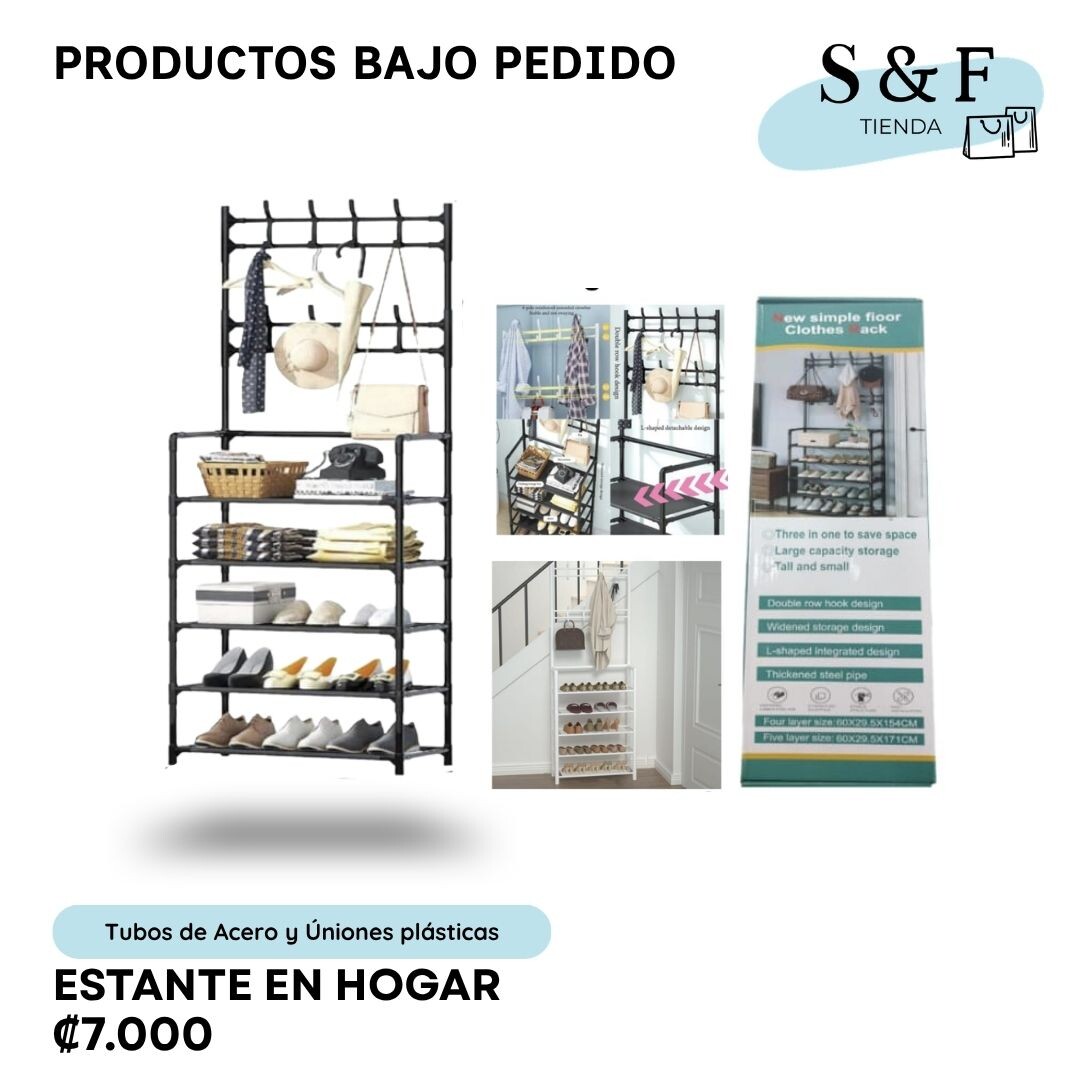 PRODUCTOS BAJO PEDIDO
S & F
TIENDA
Double row hook design
L-shaped detachable design
New simple floor
Clothes Rack
Three in one to save space
Large capacity storage
Tall and small
Double row hook design
Widened storage design
L-shaped integrated design
Thickened steel pipe
Four layer size:60X29.5X154CM
Five layer size:60X29.5X171CM
Tubos de Acero y Úniones plásticas
ESTANTE EN HOGAR
₡7.000